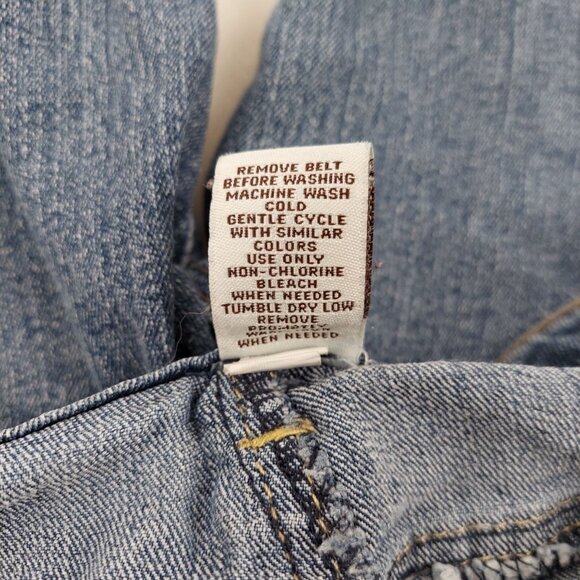 REMOVE BELT
BEFORE WASHING
MACHINE WASH
COLD
GENTLE CYCLE
WITH SIMILAR
COLORS
USE ONLY
NON-CHLORINE
BLEACH
WHEN NEEDED
TUMBLE DRY LOW
REMOVE
PROMPTLY
WHEN NEEDED